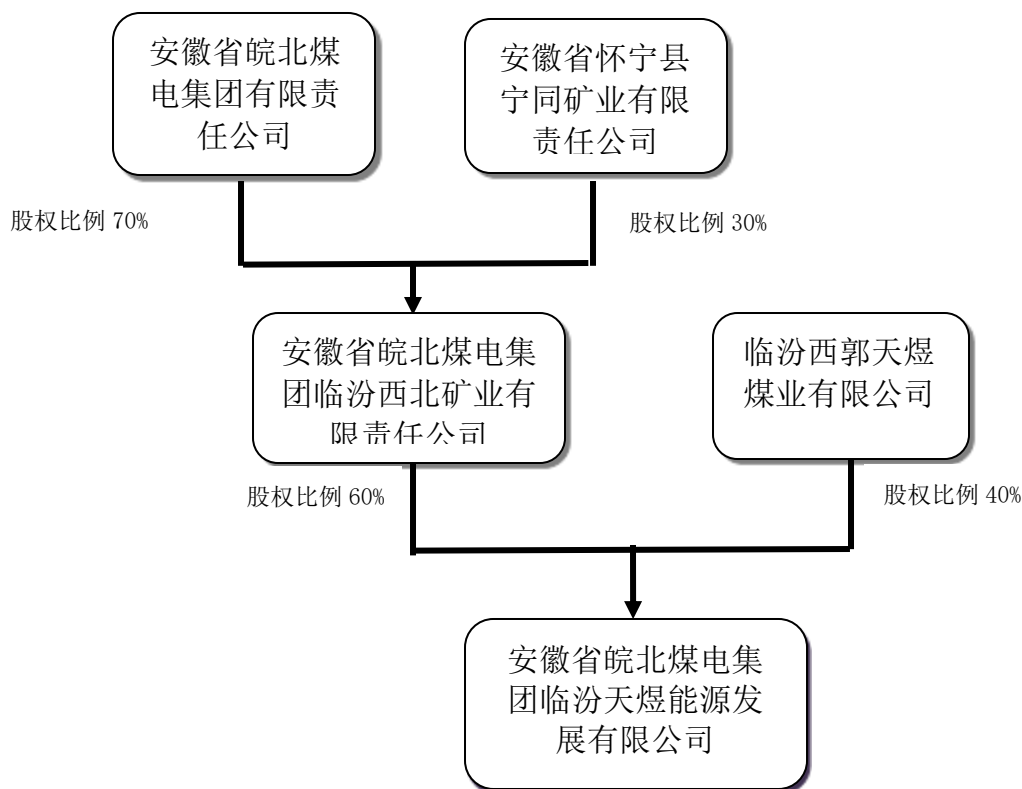 安徽省皖北煤
电集团有限责
任公司
安徽省怀宁县
宁同矿业有限
责任公司
股权比例 70%
股权比例 30%
安徽省皖北煤电集
团临汾西北矿业有
限责任公司
临汾西郭天煜
煤业有限公司
股权比例 60%
股权比例 40%
安徽省皖北煤电集
团临汾天煜能源发
展有限公司